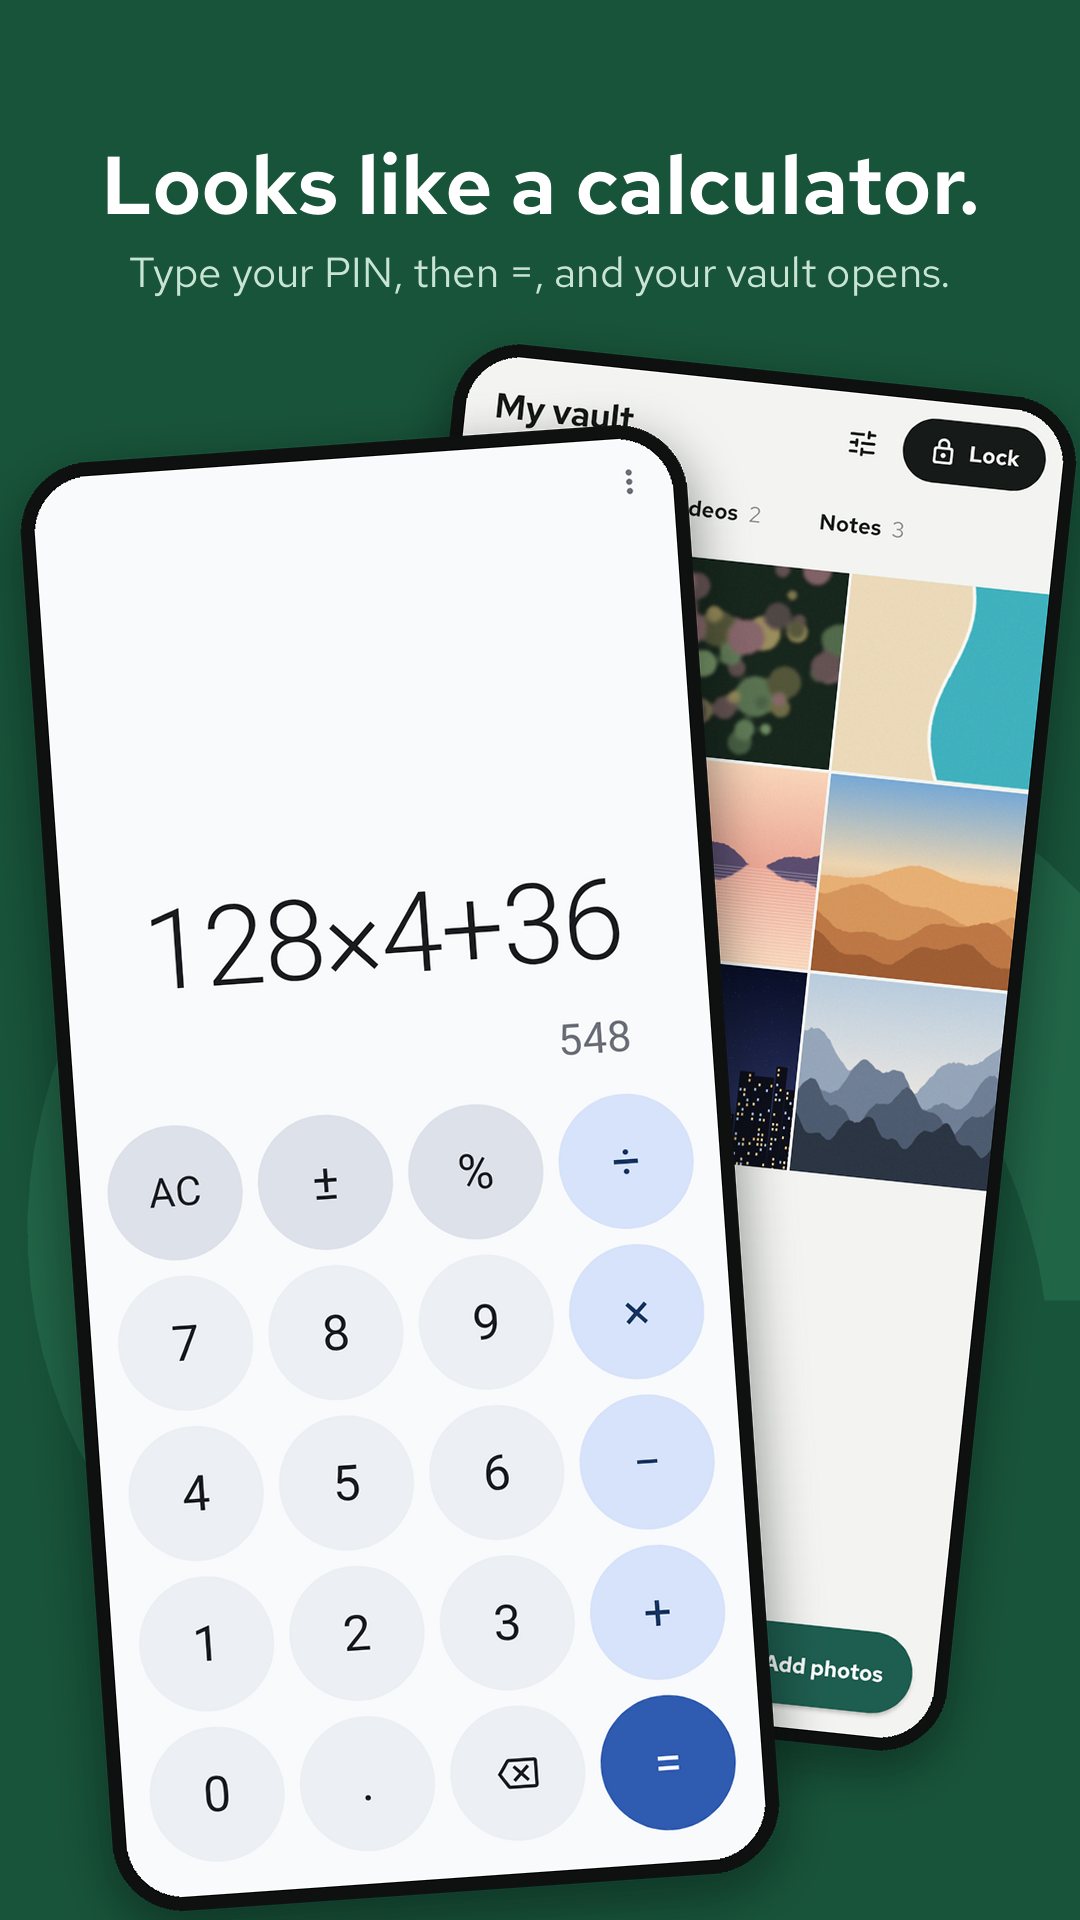 Looks like a calculator.
Type your PIN, then =, and your vault opens.
My vault
Lock
deos 2
Notes 3
128×4+36
548
AC ± % ÷
7 8 9 ×
4 5 6 −
1 2 3 +
0 . =
Add photos